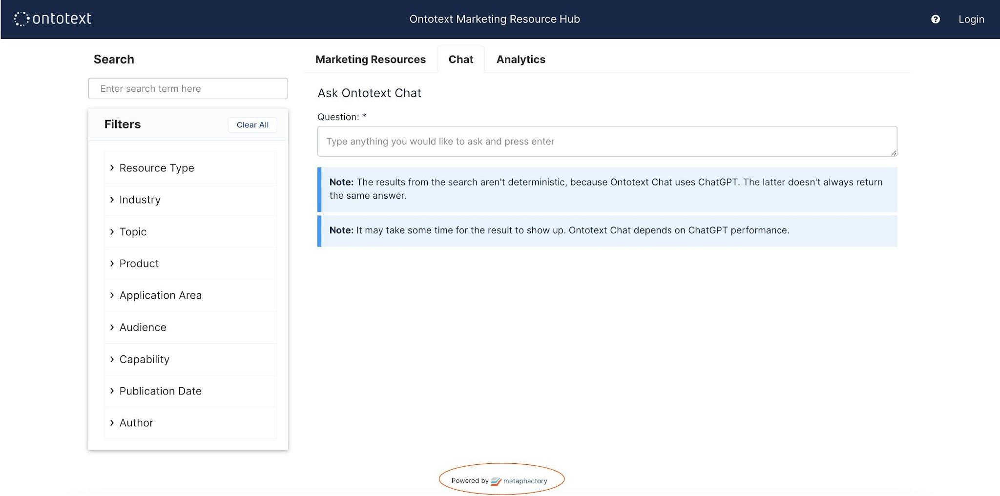 ontotext
Ontotext Marketing Resource Hub
?
Login
Search
Enter search term here
Filters
Clear All
Resource Type
Industry
Topic
Product
Application Area
Audience
Capability
Publication Date
Author
Marketing Resources
Chat
Analytics
Ask Ontotext Chat
Question: *
Type anything you would like to ask and press enter
Note: The results from the search aren't deterministic, because Ontotext Chat uses ChatGPT. The latter doesn't always return
the same answer.
Note: It may take some time for the result to show up. Ontotext Chat depends on ChatGPT performance.
Powered by metaphactory